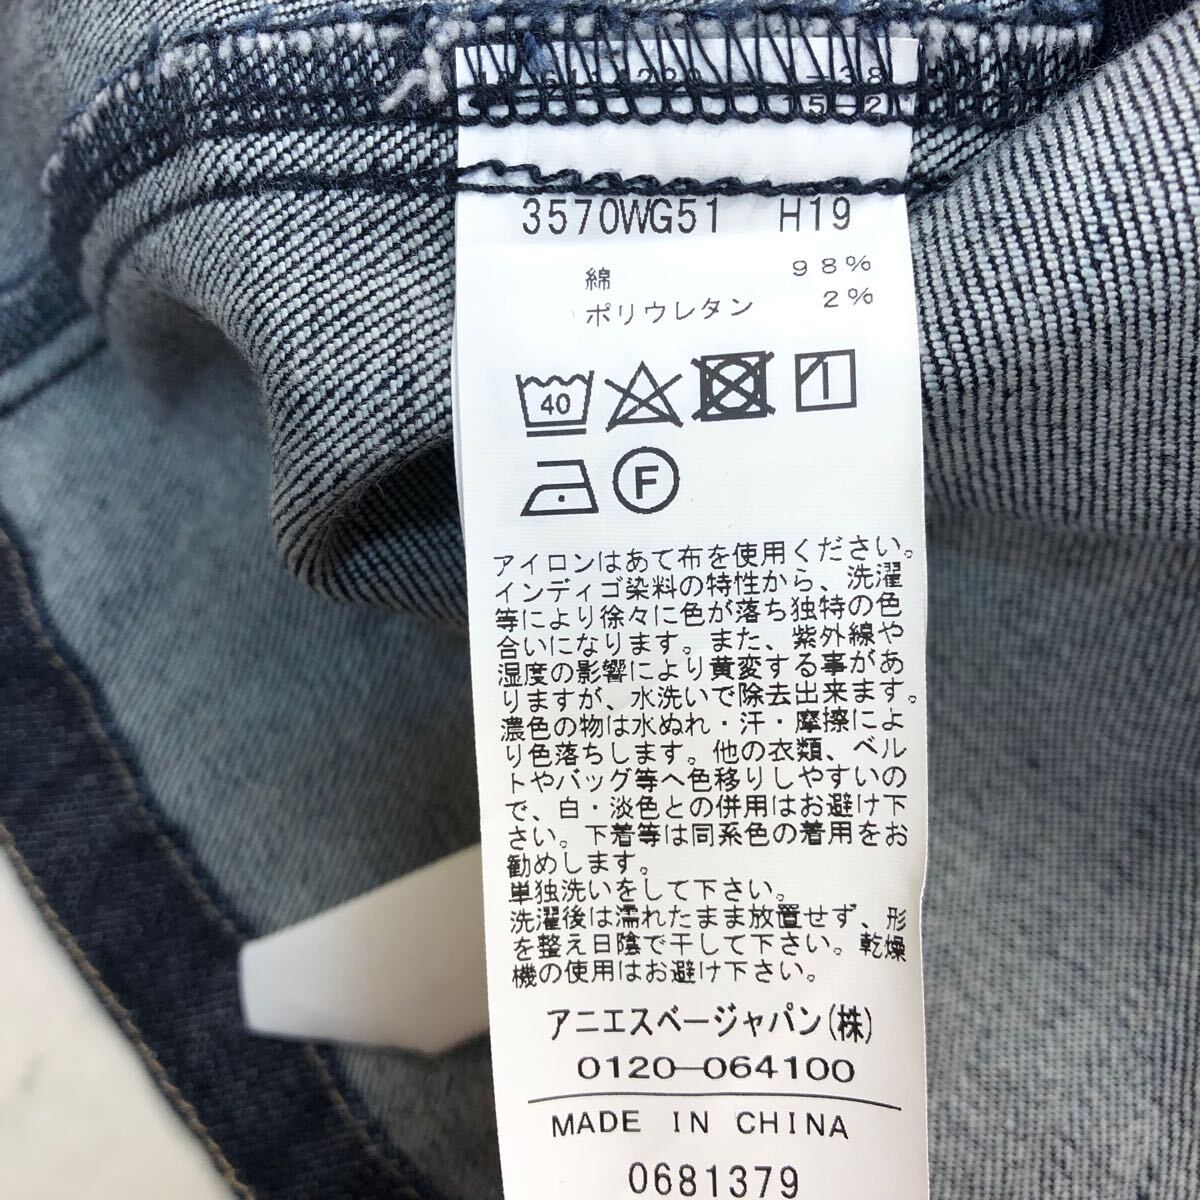 -38
15-2
3570WG51 H19
綿 98%
ポリウレタン 2%
40
F
アイロンはあて布を使用ください。
インディゴ染料の特性から、洗濯
等により徐々に色が落ち独特の色
合いになります。また、紫外線や
湿度の影響により黄変する事があ
りますが、水洗いで除去出来ます。
濃色の物は水ぬれ・汗・摩擦によ
り色落ちします。他の衣類、ベル
トやバッグ等へ色移りしやすいの
で、白・淡色との併用はお避け下
さい。下着等は同系色の着用をお
勧めします。
単独洗いをして下さい。
洗濯後は濡れたまま放置せず、形
を整え日陰で干して下さい。乾燥
機の使用はお避け下さい。
アニエスベージャパン(株)
0120-064100
MADE IN CHINA
0681379